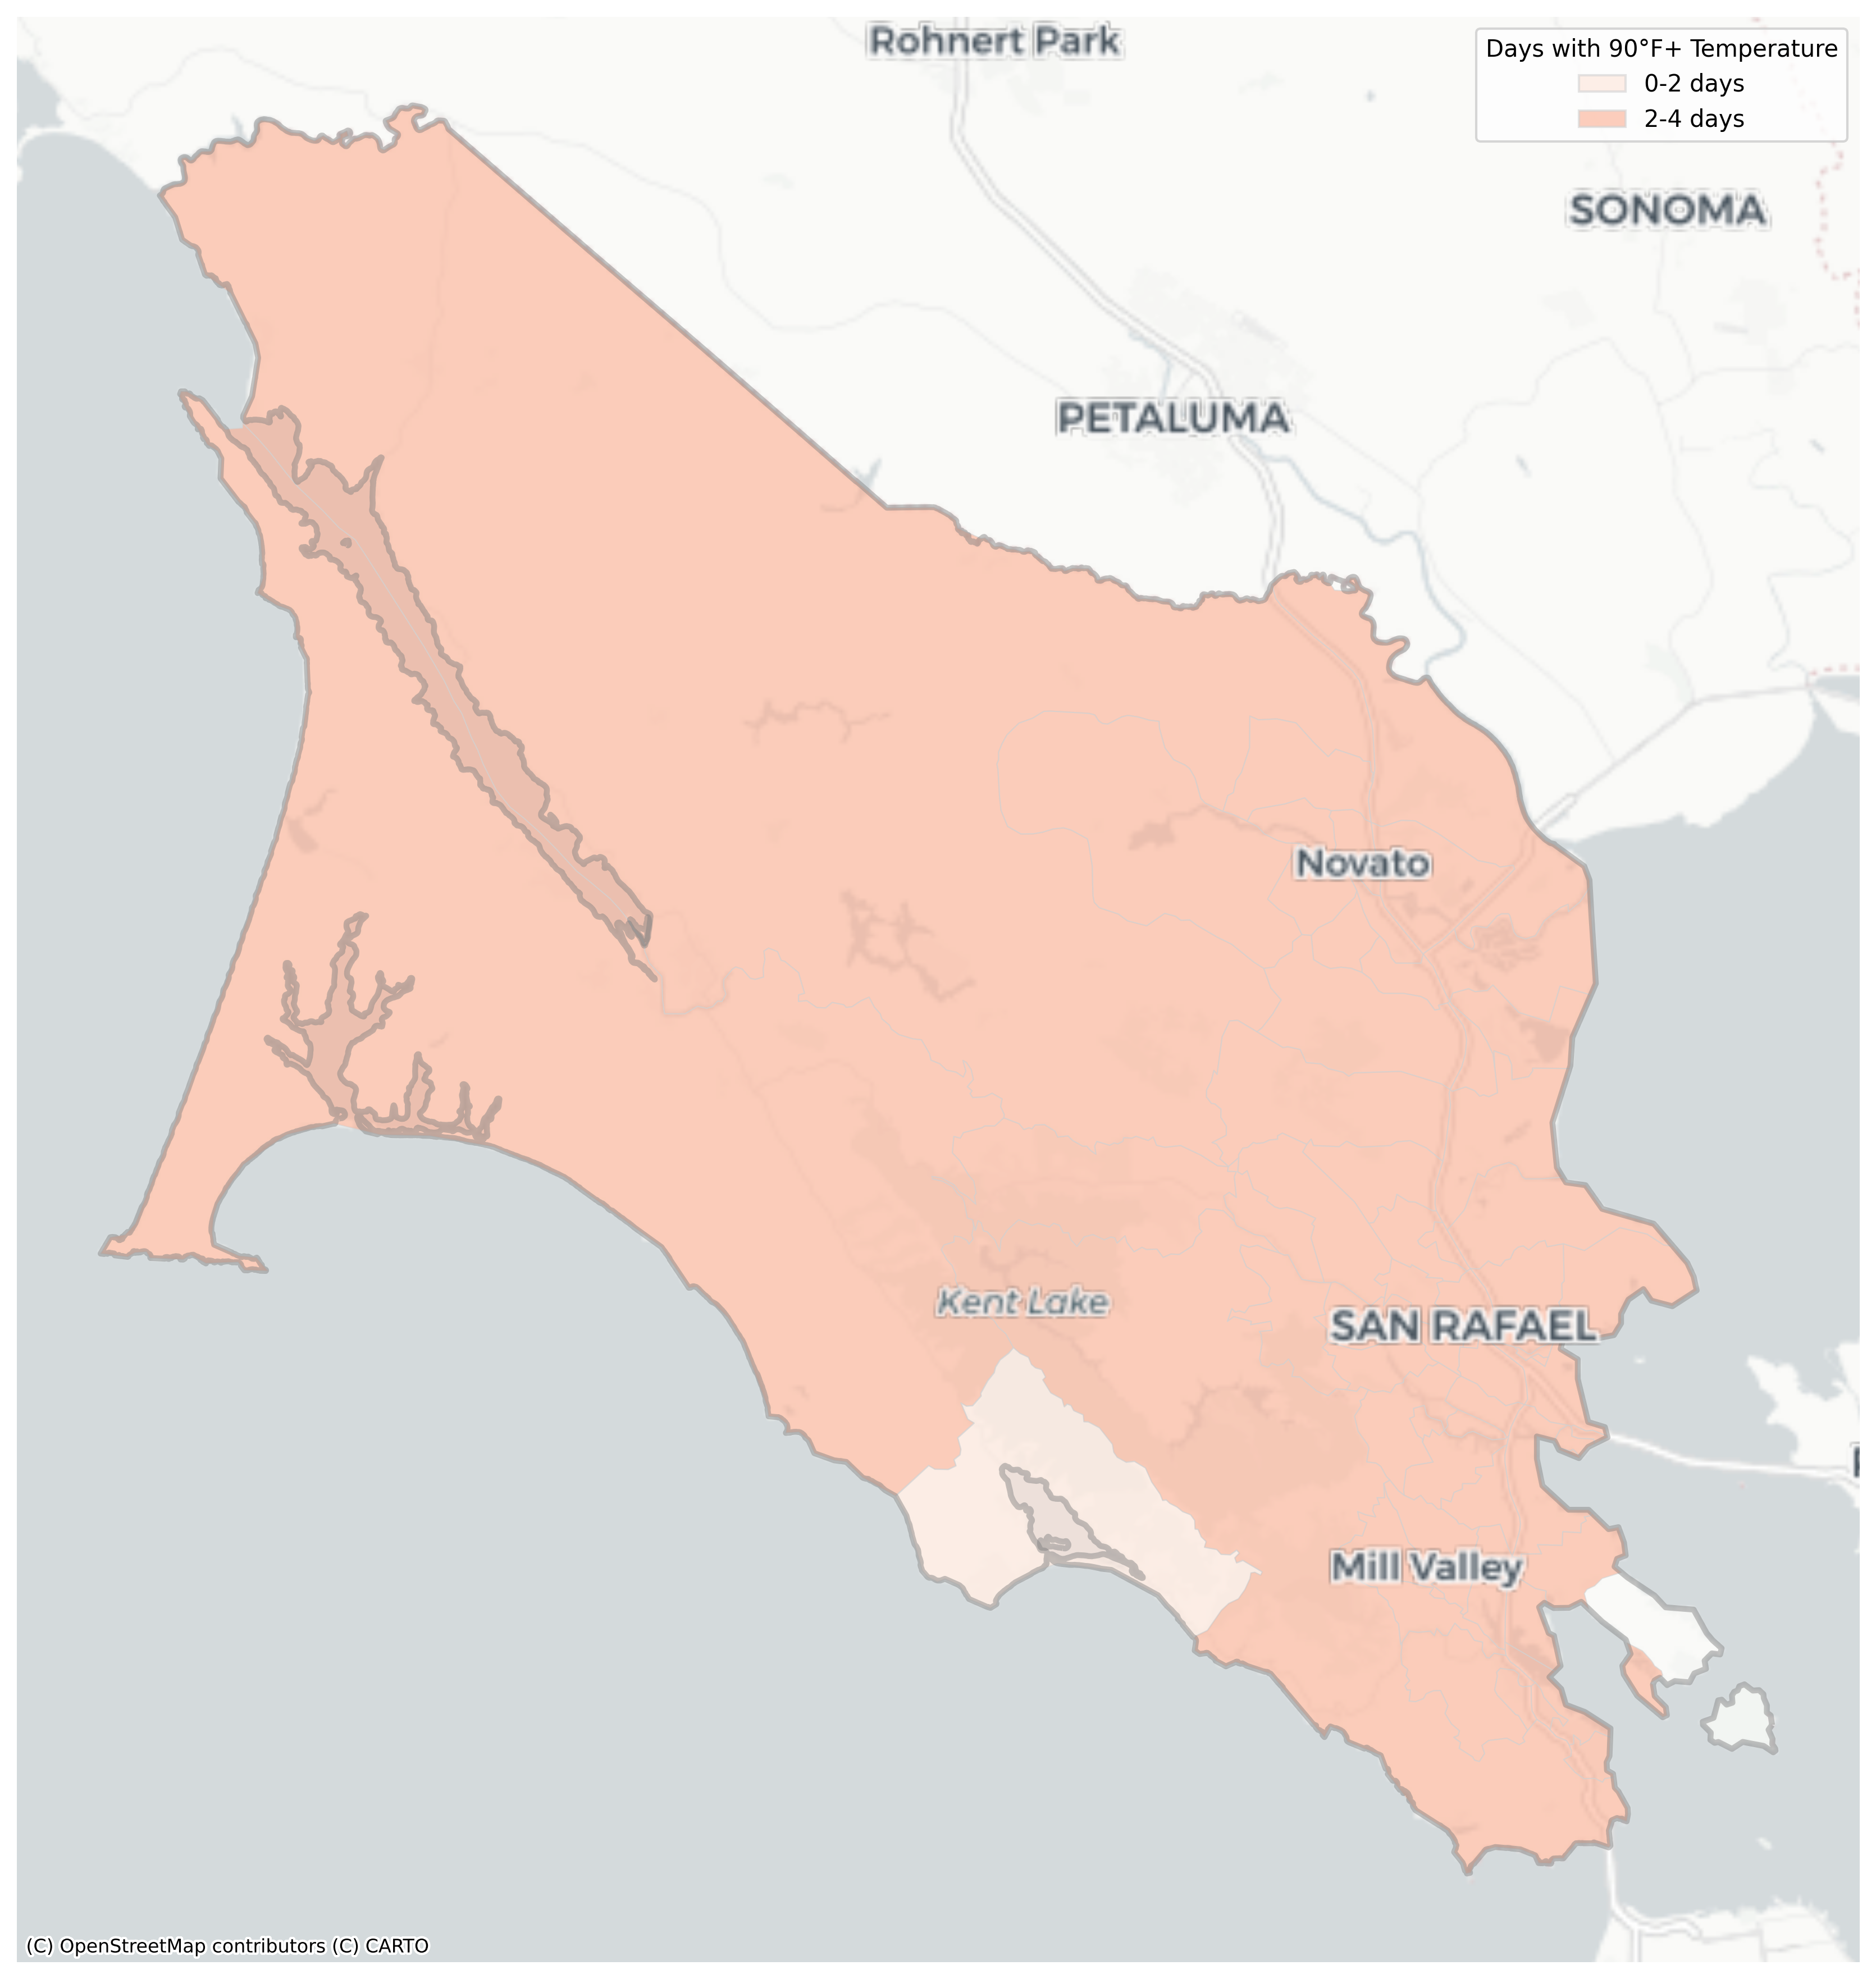 Rohnert Park
Days with 90°F+ Temperature
0-2 days
2-4 days
SONOMA
PETALUMA
Novato
Kent Lake
SAN RAFAEL
Mill Valley
(C) OpenStreetMap contributors (C) CARTO